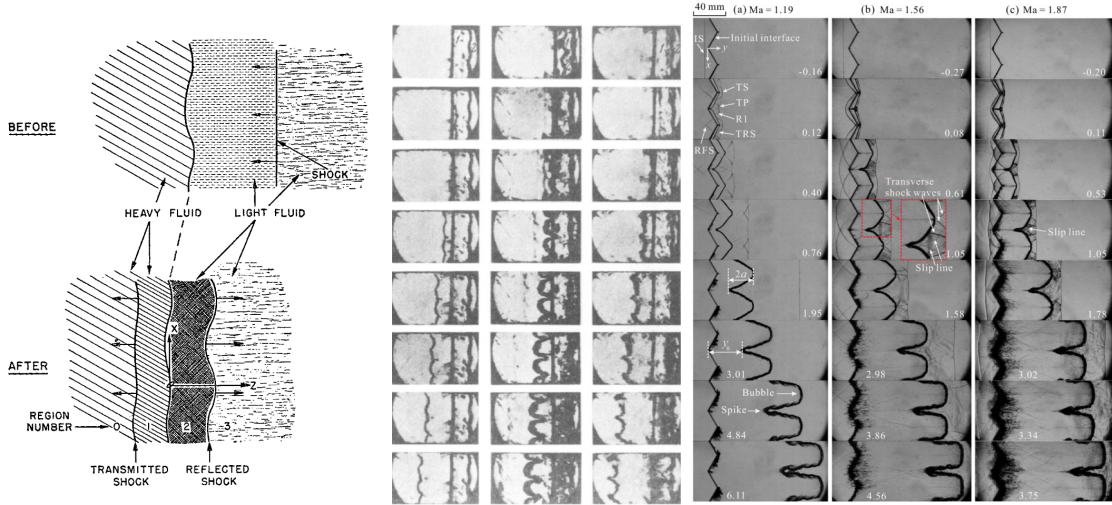 BEFORE
SHOCK
HEAVY FLUID
LIGHT FLUID
X
Z
AFTER
REGION
NUMBER
0
1
2
3
TRANSMITTED
SHOCK
REFLECTED
SHOCK
40 mm
(a) Ma = 1.19
(b) Ma = 1.56
(c) Ma = 1.87
IS
y
x
Initial interface
-0.16
-0.27
-0.20
TS
TP
RI
TRS
RFS
0.12
0.08
0.11
0.40
Transverse
shock waves
0.61
0.53
0.76
Slip line
1.05
Slip line
1.05
2a
1.95
1.58
1.78
3.01
2.98
3.02
Bubble
Spike
4.84
3.86
3.34
6.11
4.56
3.75